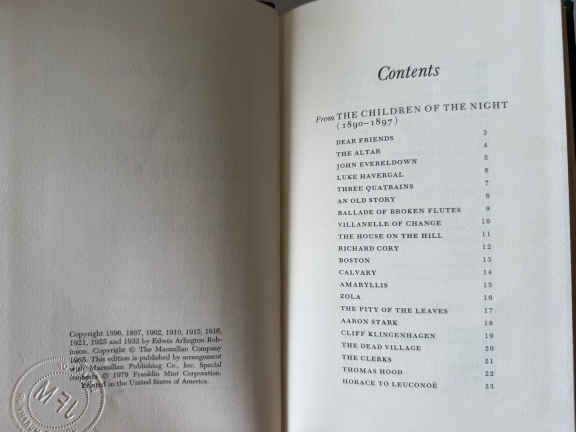 Copyright 1896, 1897, 1902, 1910, 1915, 1916,
1921, 1925 and 1932 by Edwin Arlington Rob-
inson. Copyright © The Macmillan Company
1965. This edition is published by arrangement
with Macmillan Publishing Co., Inc. Special
contents © 1979 Franklin Mint Corporation.
Printed in the United States of America.
MFL
Contents
From THE CHILDREN OF THE NIGHT
(1890–1897)
DEAR FRIENDS 3
THE ALTAR 4
JOHN EVERELDOWN 5
LUKE HAVERGAL 6
THREE QUATRAINS 7
AN OLD STORY 8
BALLADE OF BROKEN FLUTES 9
VILLANELLE OF CHANGE 10
THE HOUSE ON THE HILL 11
RICHARD CORY 12
BOSTON 13
CALVARY 14
AMARYLLIS 15
ZOLA 16
THE PITY OF THE LEAVES 17
AARON STARK 18
CLIFF KLINGENHAGEN 19
THE DEAD VILLAGE 20
THE CLERKS 21
THOMAS HOOD 22
HORACE TO LEUCONOË 23